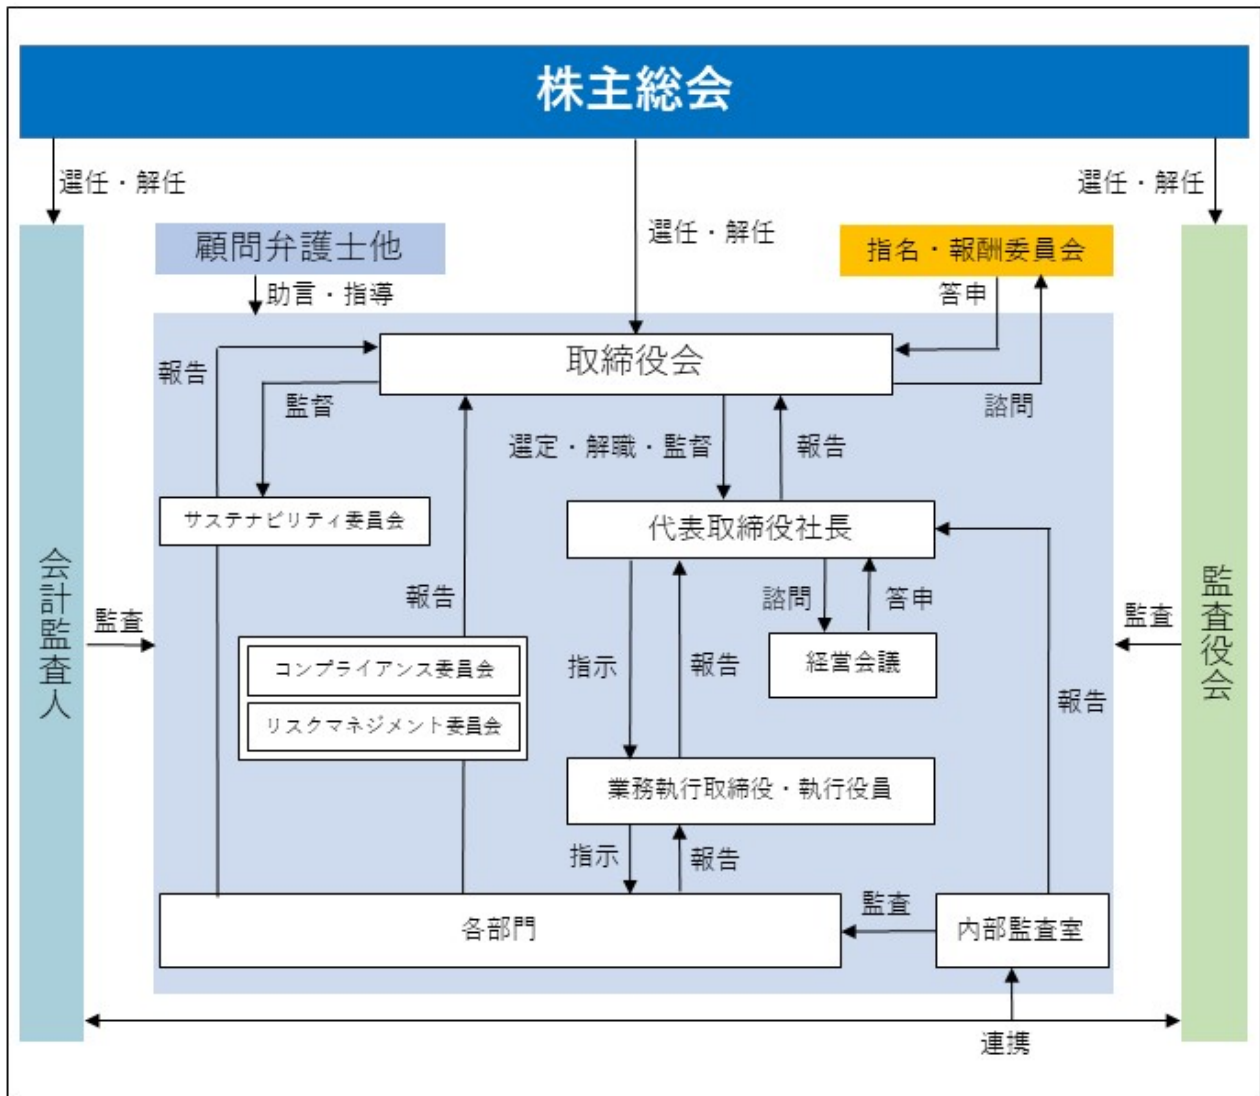 株主総会
選任・解任
選任・解任
選任・解任
顧問弁護士他
指名・報酬委員会
助言・指導
答申
取締役会
報告
監督
諮問
選定・解職・監督
報告
サステナビリティ委員会
代表取締役社長
会計監査人
監査役会
報告
諮問
答申
監査
監査
コンプライアンス委員会
経営会議
指示
報告
報告
リスクマネジメント委員会
業務執行取締役・執行役員
指示
報告
監査
各部門
内部監査室
連携